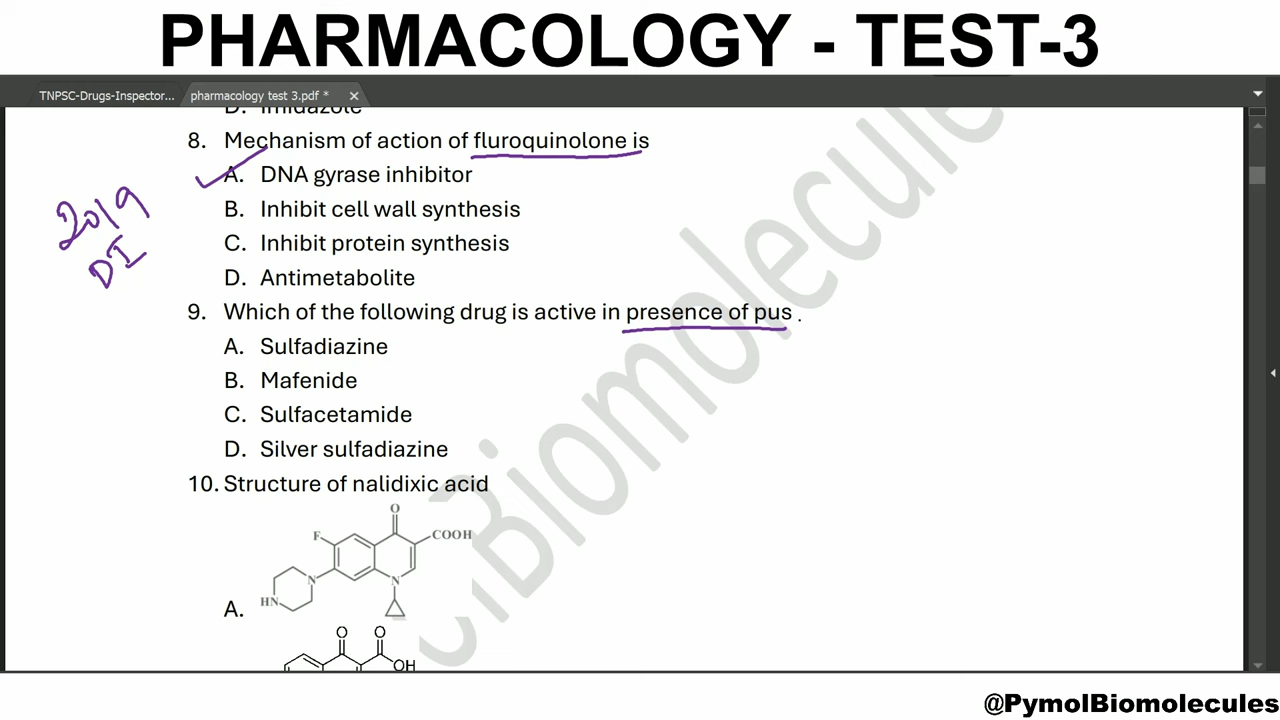 PHARMACOLOGY - TEST-3
TNPSC-Drugs-Inspector... pharmacology test 3.pdf *
D. Imidazole
8. Mechanism of action of fluroquinolone is
A. DNA gyrase inhibitor
B. Inhibit cell wall synthesis
C. Inhibit protein synthesis
D. Antimetabolite
2019
DI
9. Which of the following drug is active in presence of pus .
A. Sulfadiazine
B. Mafenide
C. Sulfacetamide
D. Silver sulfadiazine
10. Structure of nalidixic acid
O
F COOH
N N
HN
A.
O O
OH
@PymolBiomolecules